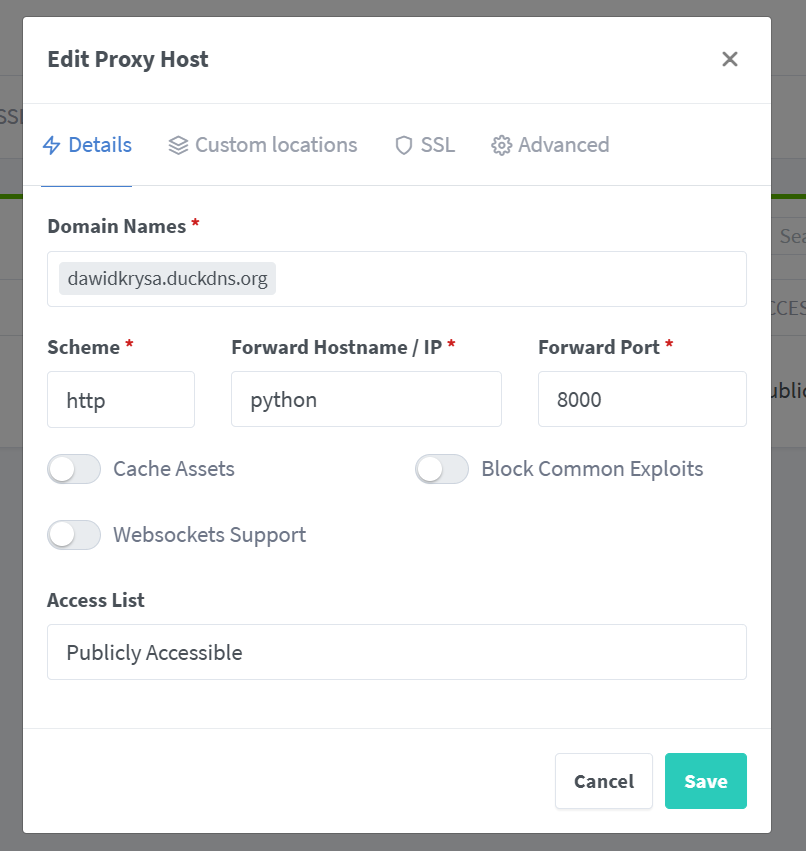 Edit Proxy Host
Details Custom locations SSL Advanced
Domain Names *
dawidkrysa.duckdns.org
Scheme * Forward Hostname / IP * Forward Port *
http python 8000
Cache Assets Block Common Exploits
Websockets Support
Access List
Publicly Accessible
Cancel Save